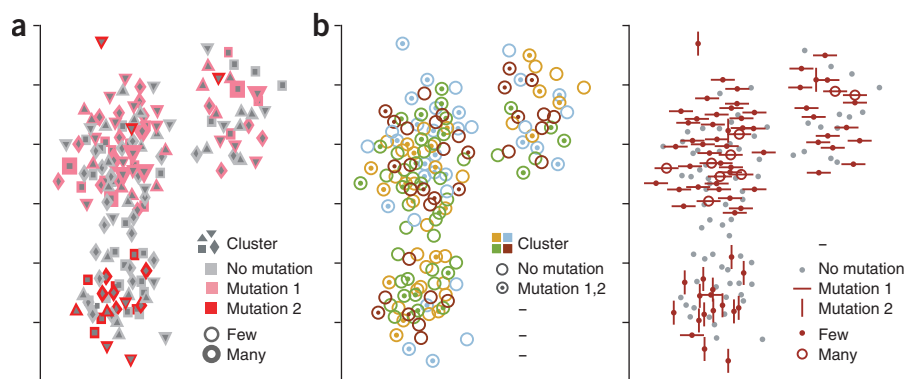 a
b
Cluster
No mutation
Mutation 1
Mutation 2
Few
Many
Cluster
No mutation
Mutation 1,2
–
–
–
–
No mutation
Mutation 1
Mutation 2
Few
Many